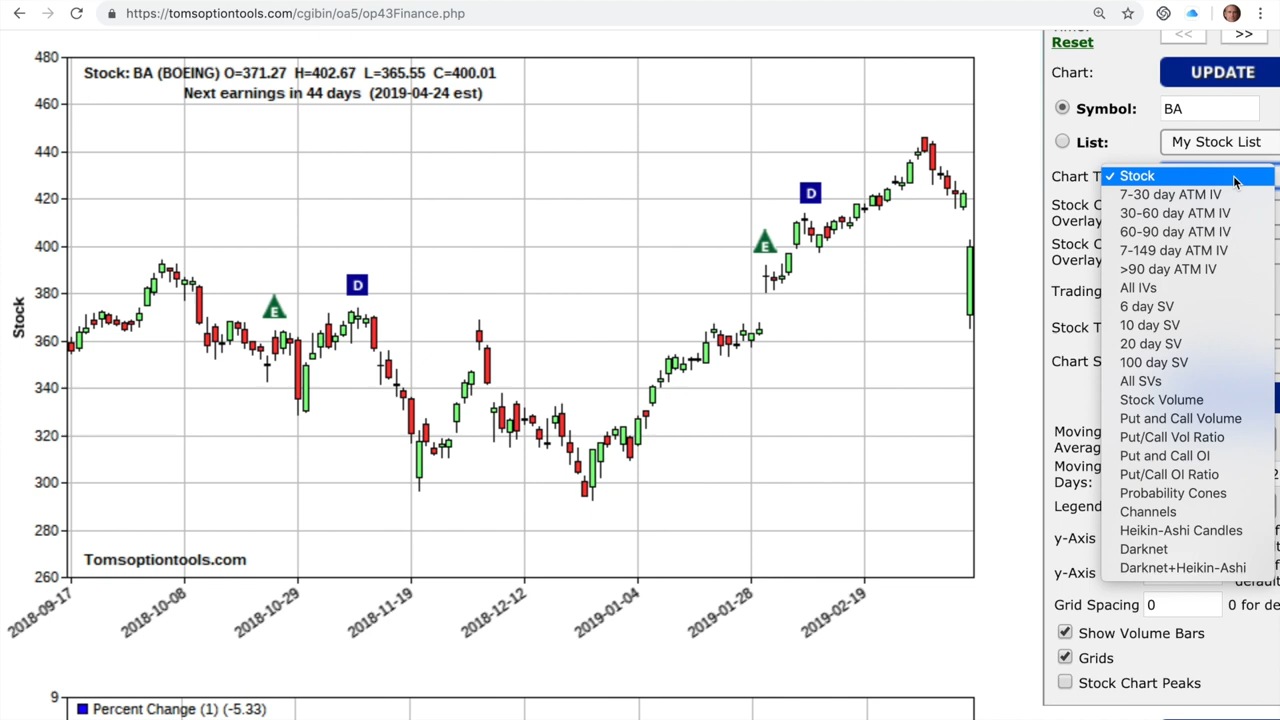 https://tomsoptiontools.com/cgibin/oa5/op43Finance.php
Reset
<<
>>
Chart:
UPDATE
Symbol:
BA
List:
My Stock List
Chart T
Stock C
Overlay
Stock C
Overlay
Trading
Stock T
Chart S
Moving
Averag
Moving
Days:
Legend
y-Axis
y-Axis
✓ Stock
7-30 day ATM IV
30-60 day ATM IV
60-90 day ATM IV
7-149 day ATM IV
>90 day ATM IV
All IVs
6 day SV
10 day SV
20 day SV
100 day SV
All SVs
Stock Volume
Put and Call Volume
Put/Call Vol Ratio
Put and Call OI
Put/Call OI Ratio
Probability Cones
Channels
Heikin-Ashi Candles
Darknet
Darknet+Heikin-Ashi
Grid Spacing
0
0 for de
Show Volume Bars
Grids
Stock Chart Peaks
Stock: BA (BOEING) O=371.27 H=402.67 L=365.55 C=400.01
Next earnings in 44 days (2019-04-24 est)
480
460
440
420
400
380
360
340
320
300
280
260
Stock
E
D
E
D
Tomsoptiontools.com
2018-09-17
2018-10-08
2018-10-29
2018-11-19
2018-12-12
2019-01-04
2019-01-28
2019-02-19
9
Percent Change (1) (-5.33)